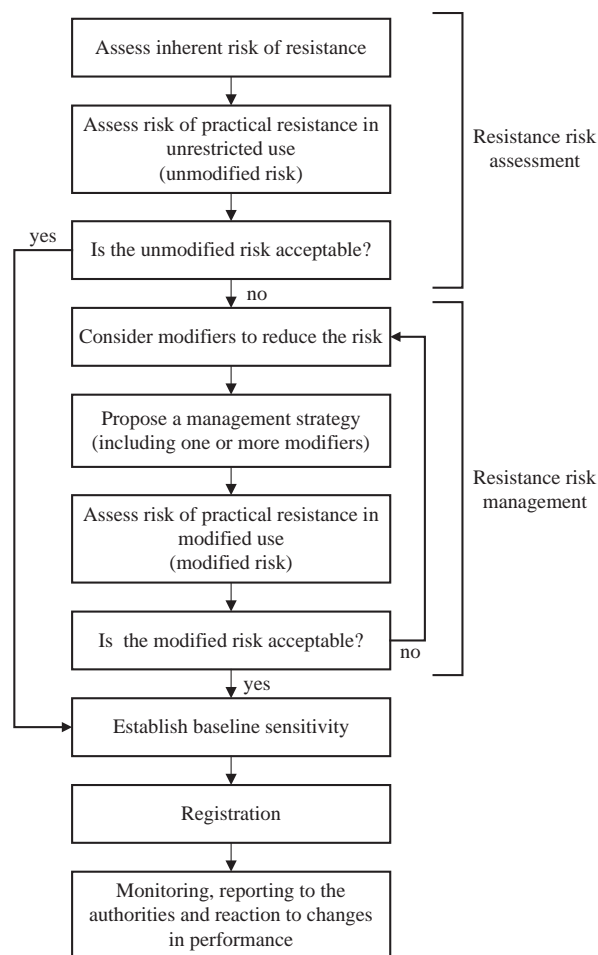 Assess inherent risk of resistance
Assess risk of practical resistance in
unrestricted use
(unmodified risk)
Resistance risk
assessment
yes
Is the unmodified risk acceptable?
no
Consider modifiers to reduce the risk
Propose a management strategy
(including one or more modifiers)
Resistance risk
management
Assess risk of practical resistance in
modified use
(modified risk)
Is the modified risk acceptable?
no
yes
Establish baseline sensitivity
Registration
Monitoring, reporting to the
authorities and reaction to changes
in performance